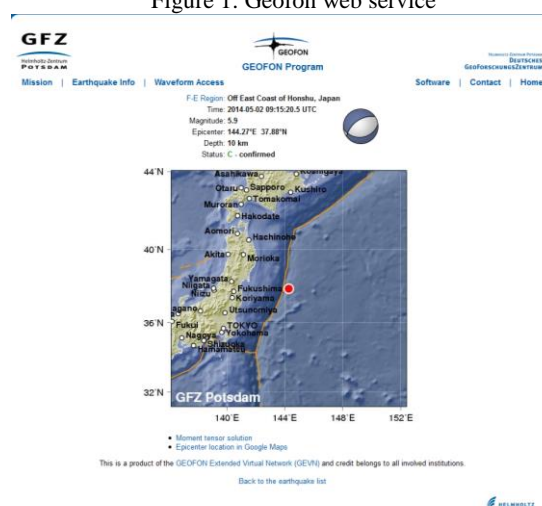 Figure 1: Geofon web service
GFZ
Helmholtz-Zentrum
POTSDAM
GEOFON
GEOFON Program
Helmholtz-Zentrum Potsdam
DEUTSCHES
GEOFORSCHUNGSZENTRUM
Mission | Earthquake Info | Waveform Access
Software | Contact | Home
F-E Region: Off East Coast of Honshu, Japan
Time: 2014-05-02 09:15:20.5 UTC
Magnitude: 5.9
Epicenter: 144.27°E 37.88°N
Depth: 10 km
Status: C - confirmed
44˚N
Asahikawa
Otaru
Sapporo
Kushiro
Tomakomai
Muroran
Hakodate
Aomori
Hachinohe
40˚N
Akita
Morioka
Yamagata
Niigata
Fukushima
Niizu
Koriyama
36˚N
Utsunomiya
Fukui
TOKYO
Nagoya
Yokohama
Shizuoka
Hamamatsu
32˚N
GFZ Potsdam
140˚E 144˚E 148˚E 152˚E
Moment tensor solution
Epicenter location in Google Maps
This is a product of the GEOFON Extended Virtual Network (GEVN) and credit belongs to all involved institutions.
Back to the earthquake list
HELMHOLTZ